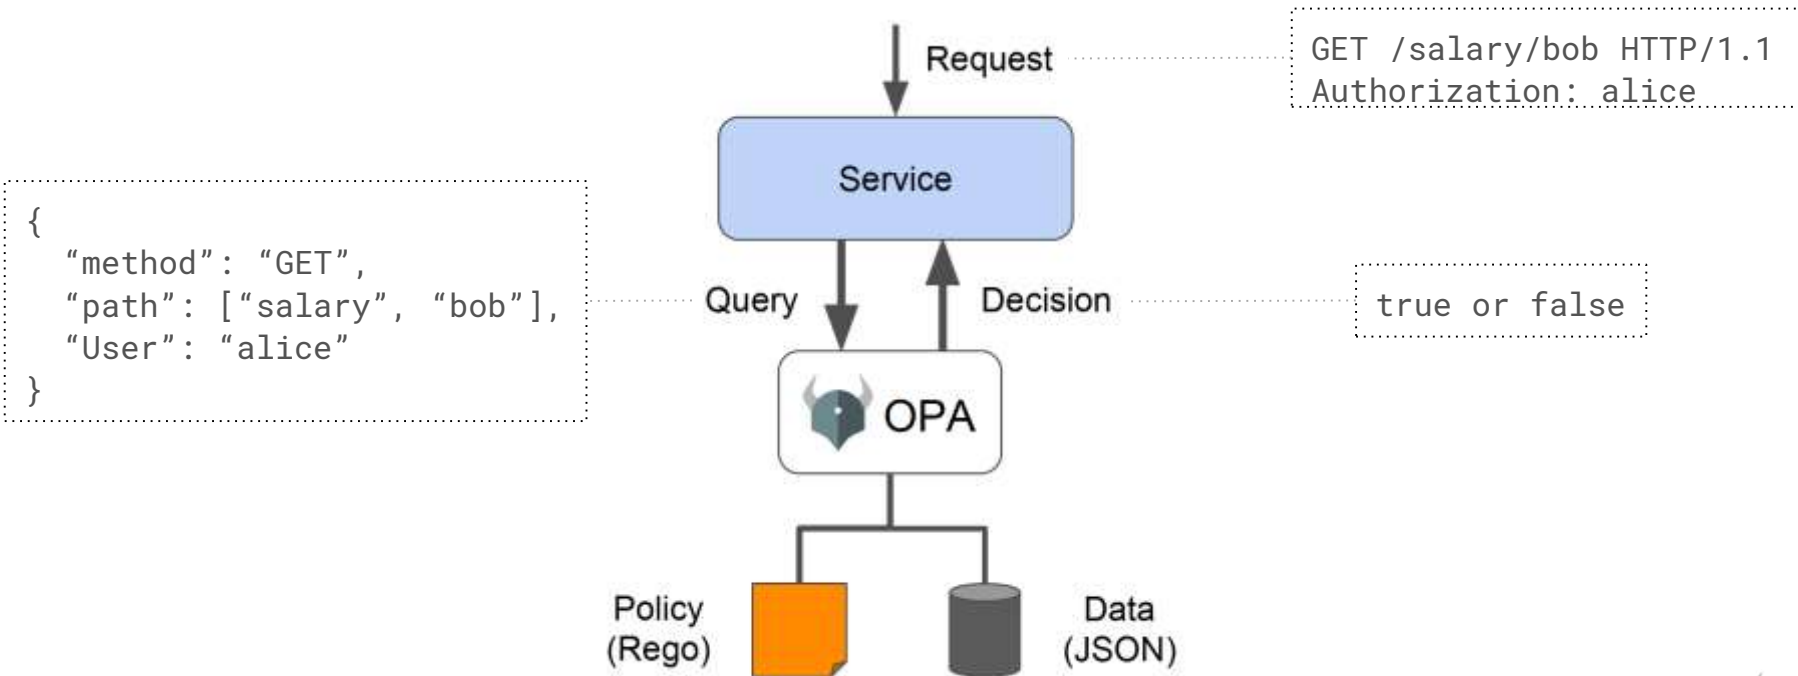 Request
GET /salary/bob HTTP/1.1
Authorization: alice
Service
{
“method”: “GET”,
“path”: [“salary”, “bob”],
“User”: “alice”
}
Query
Decision
true or false
OPA
Policy
(Rego)
Data
(JSON)